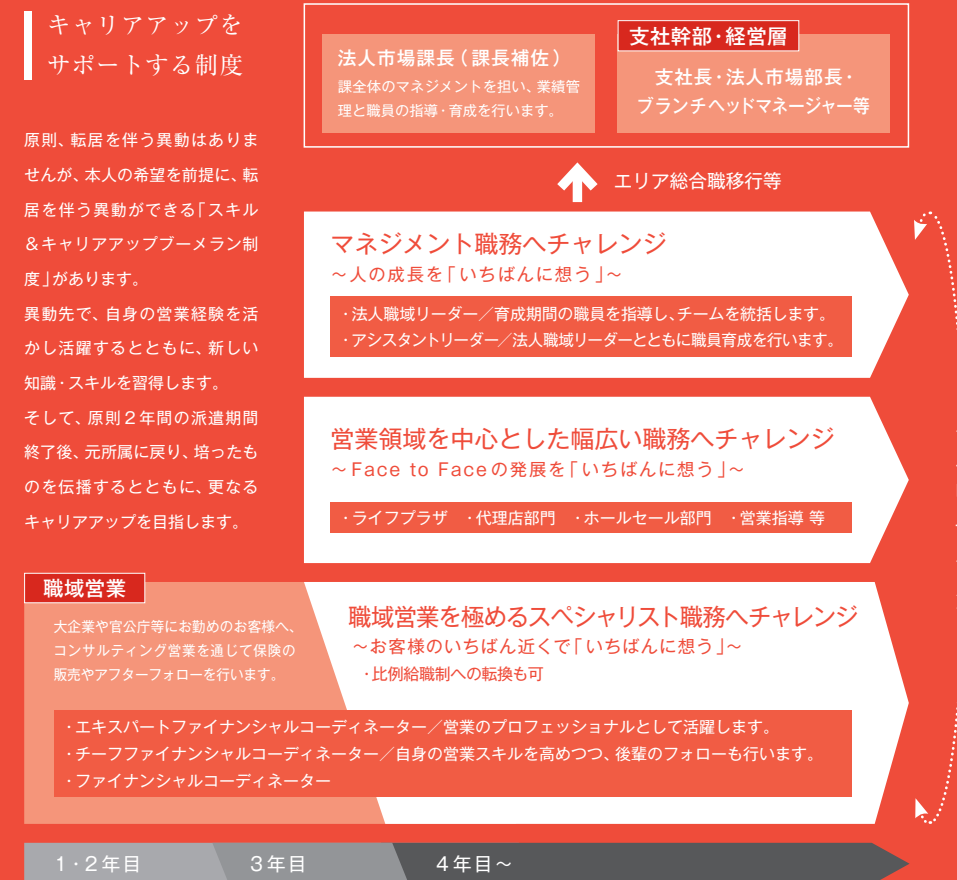 キャリアアップを
サポートする制度
原則、転居を伴う異動はありま
せんが、本人の希望を前提に、転
居を伴う異動ができる「スキル
＆キャリアアップブーメラン制
度」があります。
異動先で、自身の営業経験を活
かし活躍するとともに、新しい
知識・スキルを習得します。
そして、原則２年間の派遣期間
終了後、元所属に戻り、培ったも
のを伝播するとともに、更なる
キャリアアップを目指します。
法人市場課長（課長補佐）
課全体のマネジメントを担い、業績管
理と職員の指導・育成を行います。
支社幹部・経営層
支社長・法人市場部長・
ブランチヘッドマネージャー等
エリア総合職移行等
マネジメント職務へチャレンジ
～人の成長を「いちばんに想う」～
・法人職域リーダー／育成期間の職員を指導し、チームを統括します。
・アシスタントリーダー／法人職域リーダーとともに職員育成を行います。
営業領域を中心とした幅広い職務へチャレンジ
～Face to Faceの発展を「いちばんに想う」～
・ライフプラザ ・代理店部門 ・ホールセール部門 ・営業指導 等
職域営業
大企業や官公庁等にお勤めのお客様へ、
コンサルティング営業を通じて保険の
販売やアフターフォローを行います。
職域営業を極めるスペシャリスト職務へチャレンジ
～お客様のいちばん近くで「いちばんに想う」～
・比例給職制への転換も可
・エキスパートファイナンシャルコーディネーター／営業のプロフェッショナルとして活躍します。
・チーフファイナンシャルコーディネーター／自身の営業スキルを高めつつ、後輩のフォローも行います。
・ファイナンシャルコーディネーター
１・２年目
３年目
４年目～